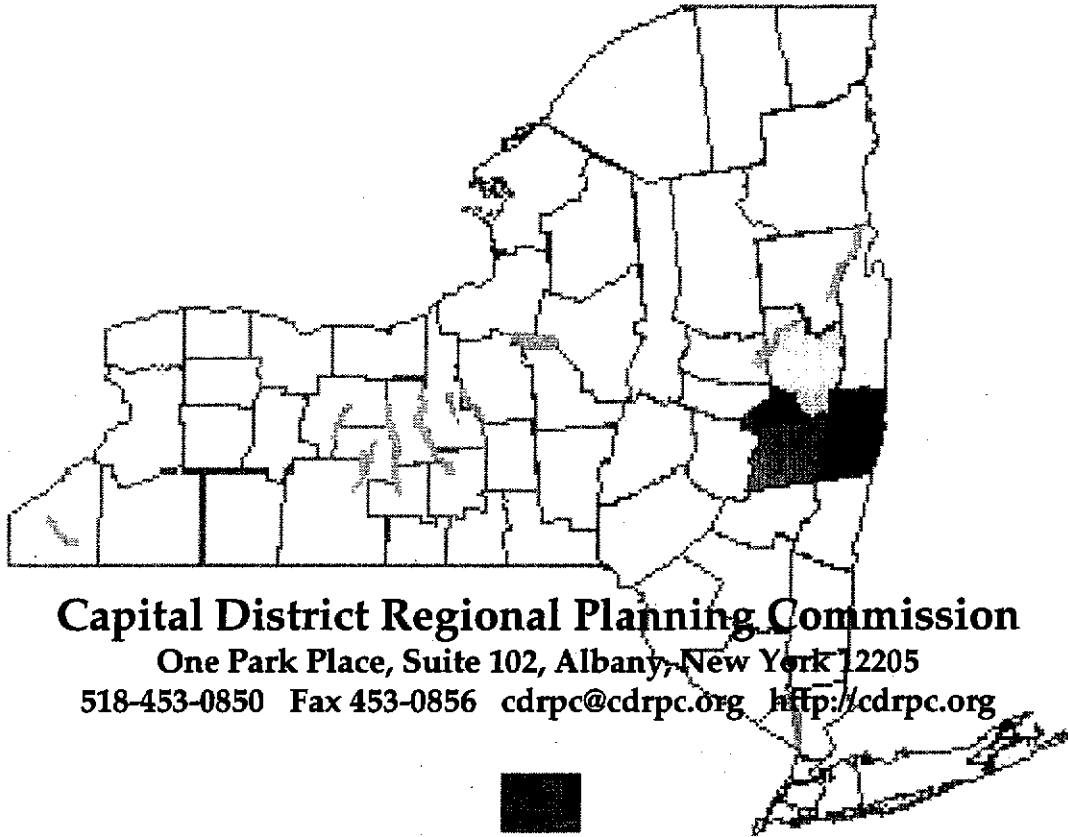 Capital District Regional Planning Commission
One Park Place, Suite 102, Albany, New York 12205
518-453-0850 Fax 453-0856 cdrpc@cdrpc.org http://cdrpc.org